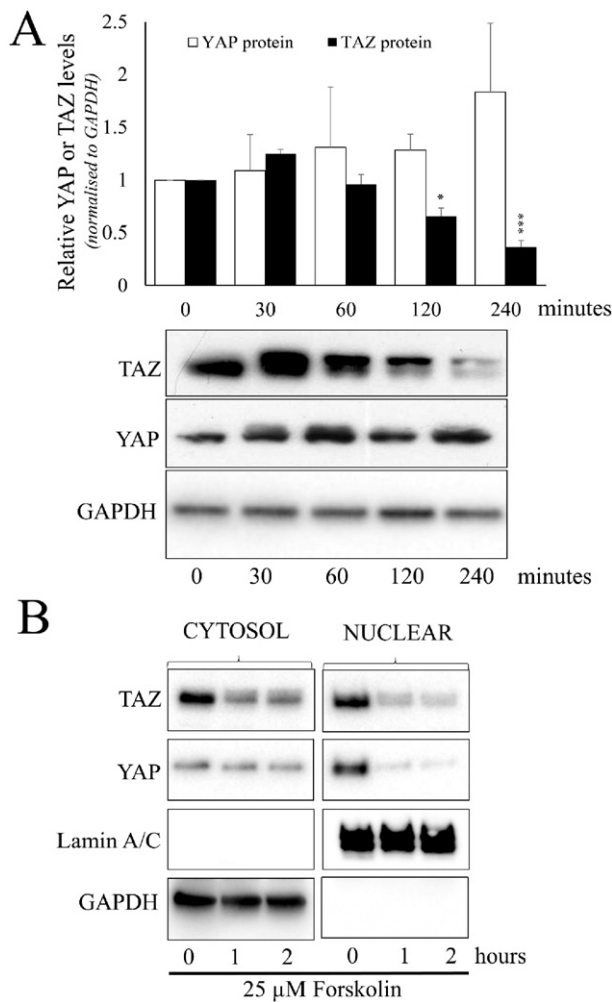 A
YAP protein TAZ protein
Relative YAP or TAZ levels
(normalised to GAPDH)
2.5
2
1.5
1
0.5
0
*
***
0 30 60 120 240 minutes
TAZ
YAP
GAPDH
0 30 60 120 240 minutes
B
CYTOSOL NUCLEAR
TAZ
YAP
Lamin A/C
GAPDH
0 1 2 0 1 2 hours
25 µM Forskolin